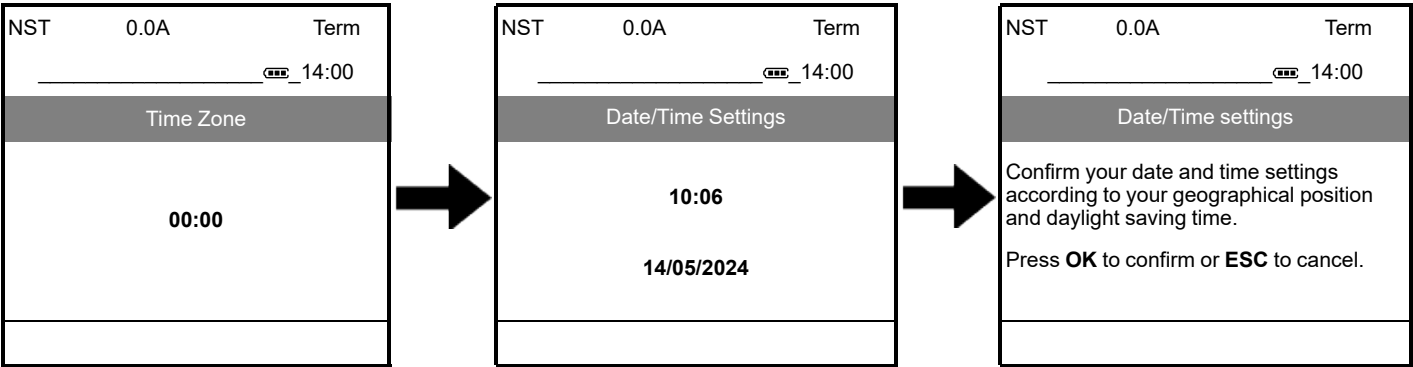 NST 0.0A Term
14:00
Time Zone
00:00
NST 0.0A Term
14:00
Date/Time Settings
10:06
14/05/2024
NST 0.0A Term
14:00
Date/Time settings
Confirm your date and time settings
according to your geographical position
and daylight saving time.
Press OK to confirm or ESC to cancel.